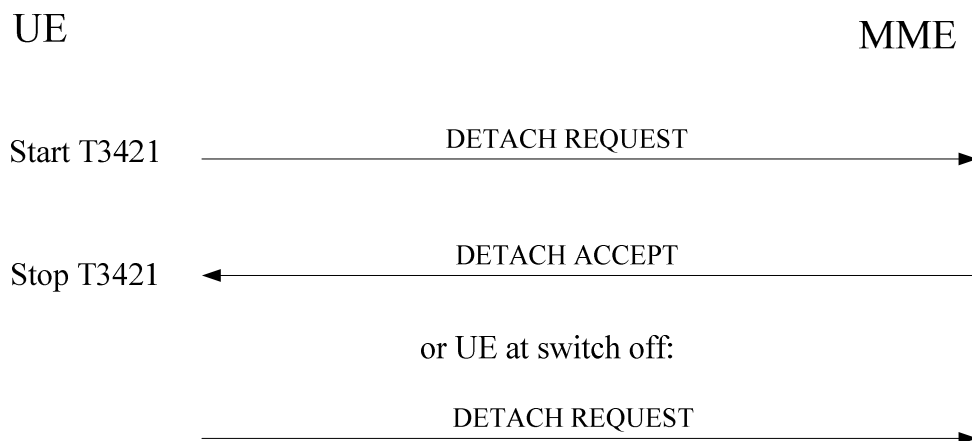 UE
MME
Start T3421
DETACH REQUEST
Stop T3421
DETACH ACCEPT
or UE at switch off:
DETACH REQUEST